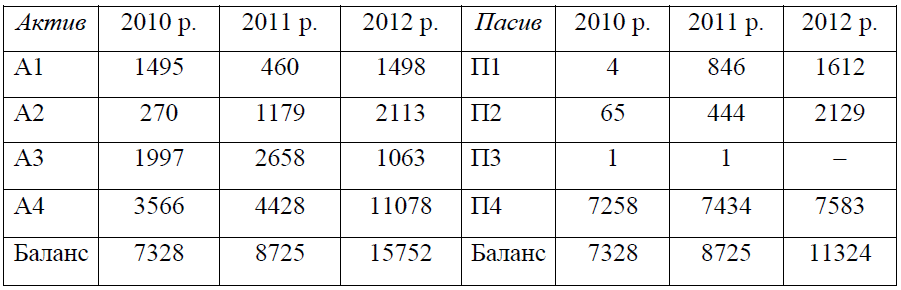 Актив 2010 р. 2011 р. 2012 р. Пасив 2010 р. 2011 р. 2012 р.
А1 1495 460 1498 П1 4 846 1612
А2 270 1179 2113 П2 65 444 2129
А3 1997 2658 1063 П3 1 1 –
А4 3566 4428 11078 П4 7258 7434 7583
Баланс 7328 8725 15752 Баланс 7328 8725 11324